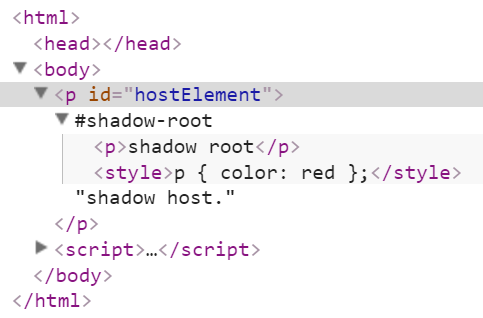 <html>
<head></head>
<body>
<p id="hostElement">
#shadow-root
<p>shadow root</p>
<style>p { color: red };</style>
"shadow host."
</p>
<script>…</script>
</body>
</html>